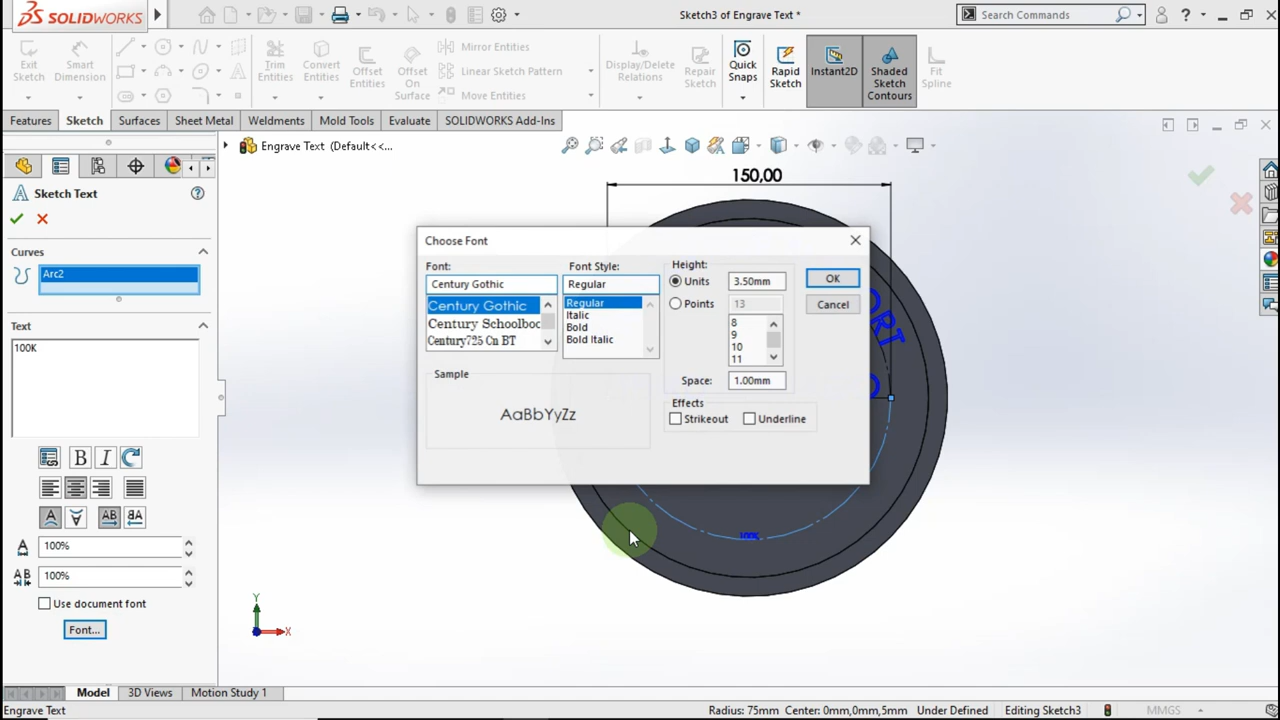 SOLIDWORKS
Sketch3 of Engrave Text *
Search Commands
Exit Sketch
Smart Dimension
Trim Entities
Convert Entities
Offset Entities
Offset On Surface
Mirror Entities
Linear Sketch Pattern
Move Entities
Display/Delete Relations
Repair Sketch
Quick Snaps
Rapid Sketch
Instant2D
Shaded Sketch Contours
Fit Spline
Features
Sketch
Surfaces
Sheet Metal
Weldments
Mold Tools
Evaluate
SOLIDWORKS Add-Ins
Engrave Text (Default<<...
Sketch Text
Curves
Arc2
Text
100K
100%
100%
Use document font
Font...
150,00
Choose Font
Font:
Century Gothic
Century Gothic
Century Schoolboo
Century725 Cn BT
Font Style:
Regular
Regular
Italic
Bold
Bold Italic
Height:
Units
3.50mm
Points
13
8
9
10
11
Space:
1.00mm
OK
Cancel
Sample
AaBbYyZz
Effects
Strikeout
Underline
ORT
100K
Y
X
Model
3D Views
Motion Study 1
Engrave Text
Radius: 75mm Center: 0mm,0mm,5mm
Under Defined
Editing Sketch3
MMGS